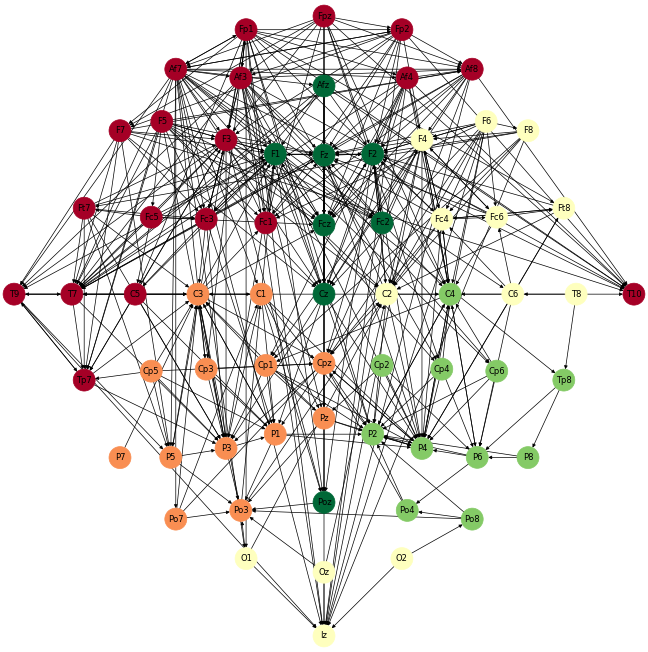 Fpz
Fp1 Fp2
Af7 Af3 Afz Af4 Af8
F7 F5 F3 F1 Fz F2 F4 F6 F8
Ft7 Fc5 Fc3 Fc1 Fcz Fc2 Fc4 Fc6 Ft8
T9 T7 C5 C3 C1 Cz C2 C4 C6 T8 T10
Tp7 Cp5 Cp3 Cp1 Cpz Cp2 Cp4 Cp6 Tp8
P7 P5 P3 P1 Pz P2 P4 P6 P8
Po7 Po3 Poz Po4 Po8
O1 Oz O2
Iz